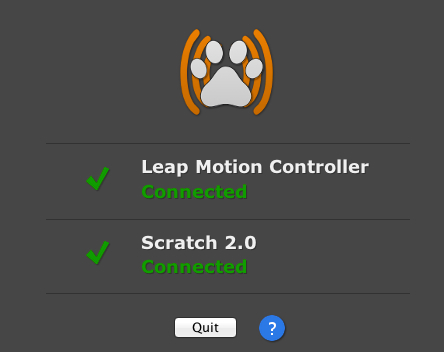 Leap Motion Controller
Connected
Scratch 2.0
Connected
Quit
?